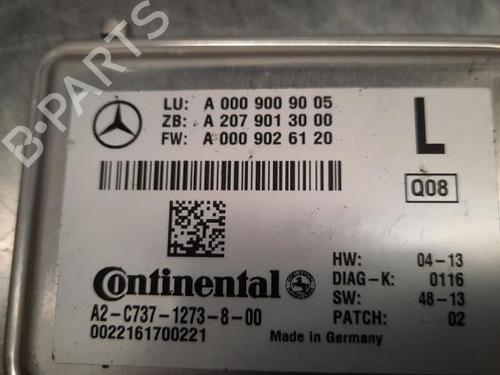 LU: A 000 900 90 05
ZB: A 207 901 30 00
FW: A 000 902 61 20
L
Q08
HW: 04-13
DIAG-K: 0116
SW: 48-13
PATCH: 02
Continental
A2-C737-1273-8-00
0022161700221
Made in Germany
B-PARTS